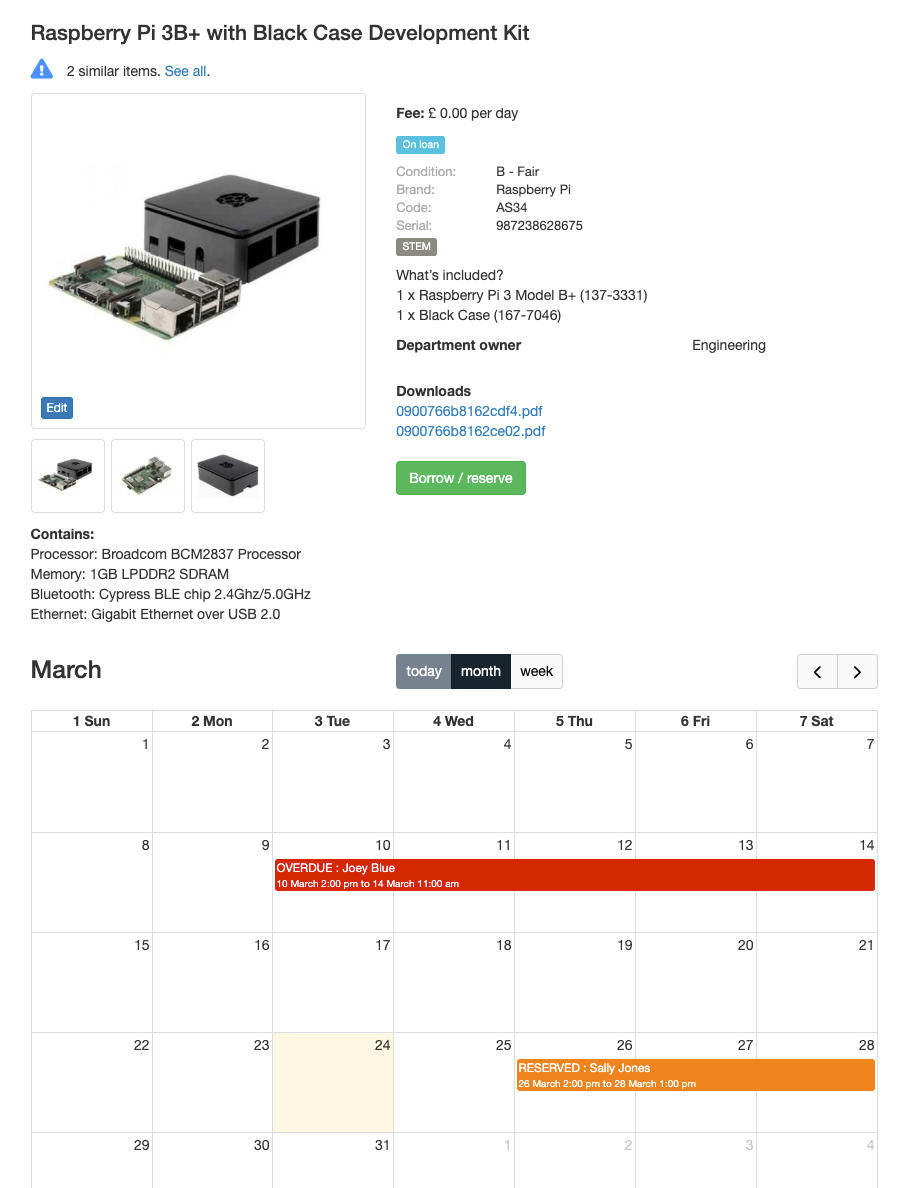 Raspberry Pi 3B+ with Black Case Development Kit
2 similar items. See all.
Fee: £ 0.00 per day
On loan
Condition: B - Fair
Brand: Raspberry Pi
Code: AS34
Serial: 987238628675
STEM
What's included?
1 x Raspberry Pi 3 Model B+ (137-3331)
1 x Black Case (167-7046)
Department owner Engineering
Downloads
0900766b8162cdf4.pdf
0900766b8162ce02.pdf
Borrow / reserve
Edit
Contains:
Processor: Broadcom BCM2837 Processor
Memory: 1GB LPDDR2 SDRAM
Bluetooth: Cypress BLE chip 2.4Ghz/5.0GHz
Ethernet: Gigabit Ethernet over USB 2.0
March today month week
1 Sun 2 Mon 3 Tue 4 Wed 5 Thu 6 Fri 7 Sat
1 2 3 4 5 6 7
8 9 10 11 12 13 14
OVERDUE : Joey Blue
10 March 2:00 pm to 14 March 11:00 am
15 16 17 18 19 20 21
22 23 24 25 26 27 28
RESERVED : Sally Jones
26 March 2:00 pm to 28 March 1:00 pm
29 30 31 1 2 3 4